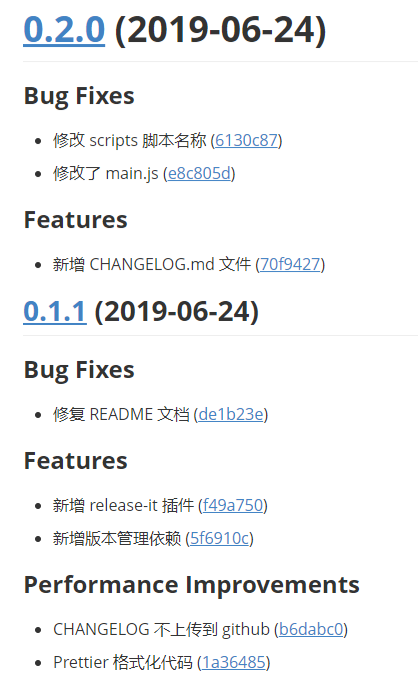 0.2.0 (2019-06-24)
Bug Fixes
修改 scripts 脚本名称 (6130c87)
修改了 main.js (e8c805d)
Features
新增 CHANGELOG.md 文件 (70f9427)
0.1.1 (2019-06-24)
Bug Fixes
修复 README 文档 (de1b23e)
Features
新增 release-it 插件 (f49a750)
新增版本管理依赖 (5f6910c)
Performance Improvements
CHANGELOG 不上传到 github (b6dabc0)
Prettier 格式化代码 (1a36485)